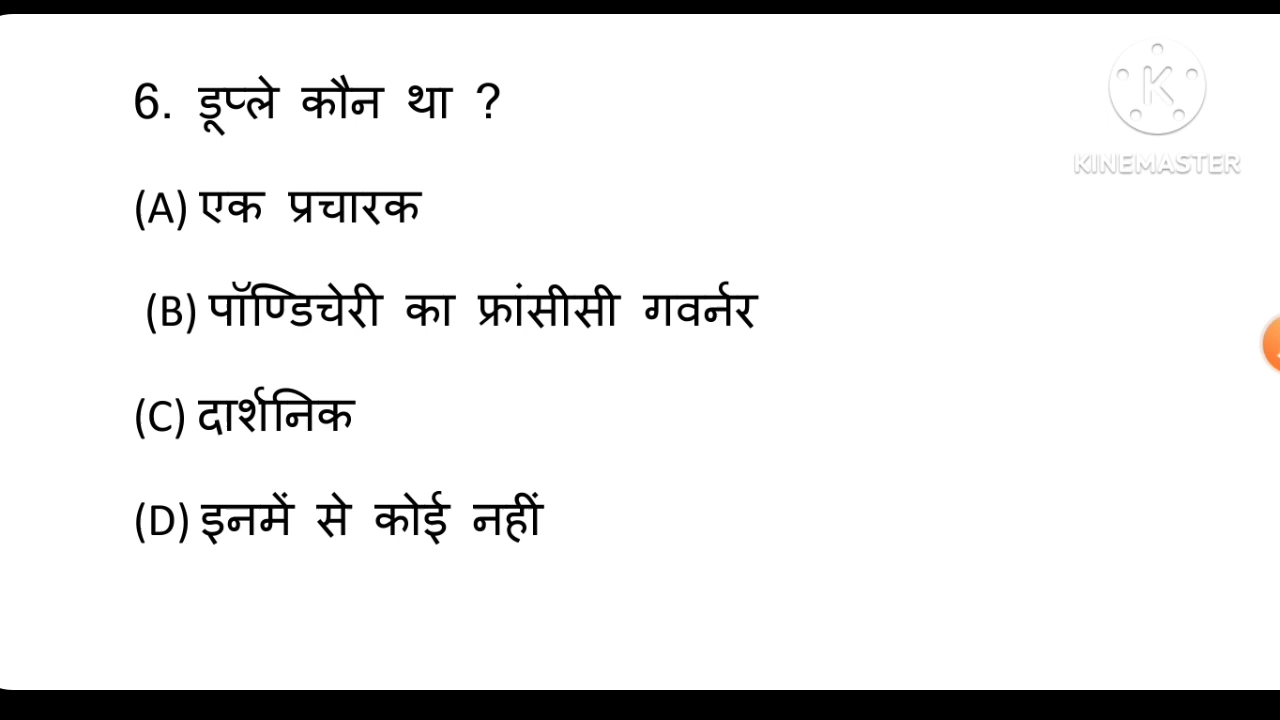 6. डूप्ले कौन था ?
KINEMASTER
(A) एक प्रचारक
(B) पॉण्डिचेरी का फ्रांसीसी गवर्नर
(C) दार्शनिक
(D) इनमें से कोई नहीं